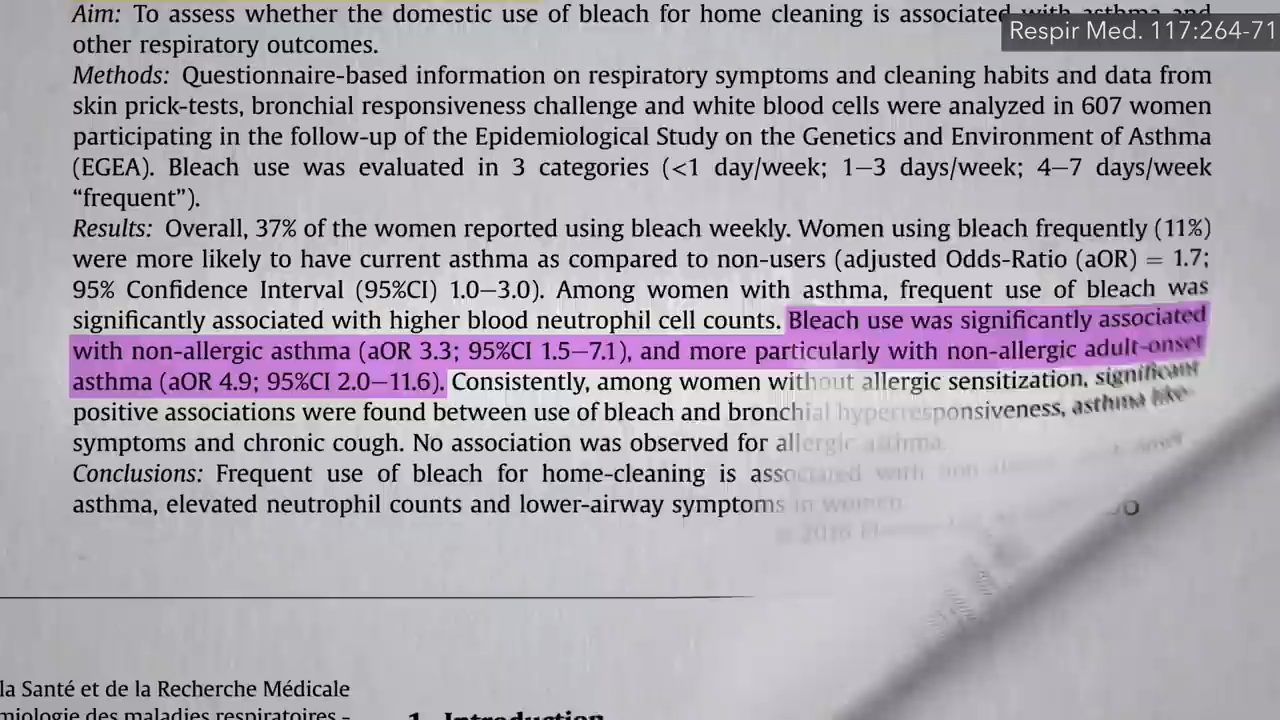 Aim: To assess whether the domestic use of bleach for home cleaning is associated with asthma and
Respir Med. 117:264-71
other respiratory outcomes.
Methods: Questionnaire-based information on respiratory symptoms and cleaning habits and data from
skin prick-tests, bronchial responsiveness challenge and white blood cells were analyzed in 607 women
participating in the follow-up of the Epidemiological Study on the Genetics and Environment of Asthma
(EGEA). Bleach use was evaluated in 3 categories (<1 day/week; 1–3 days/week; 4–7 days/week
“frequent”).
Results: Overall, 37% of the women reported using bleach weekly. Women using bleach frequently (11%)
were more likely to have current asthma as compared to non-users (adjusted Odds-Ratio (aOR) = 1.7;
95% Confidence Interval (95%CI) 1.0–3.0). Among women with asthma, frequent use of bleach was
significantly associated with higher blood neutrophil cell counts. Bleach use was significantly associated
with non-allergic asthma (aOR 3.3; 95%CI 1.5–7.1), and more particularly with non-allergic adult-onset
asthma (aOR 4.9; 95%CI 2.0–11.6). Consistently, among women without allergic sensitization, significant
positive associations were found between use of bleach and bronchial hyperresponsiveness, asthma like-
symptoms and chronic cough. No association was observed for allergic asthma.
Conclusions: Frequent use of bleach for home-cleaning is associated with non
asthma, elevated neutrophil counts and lower-airway symptoms in women.
© 2016
la Santé et de la Recherche Médicale
miologie des maladies respiratoires –
1. Introduction